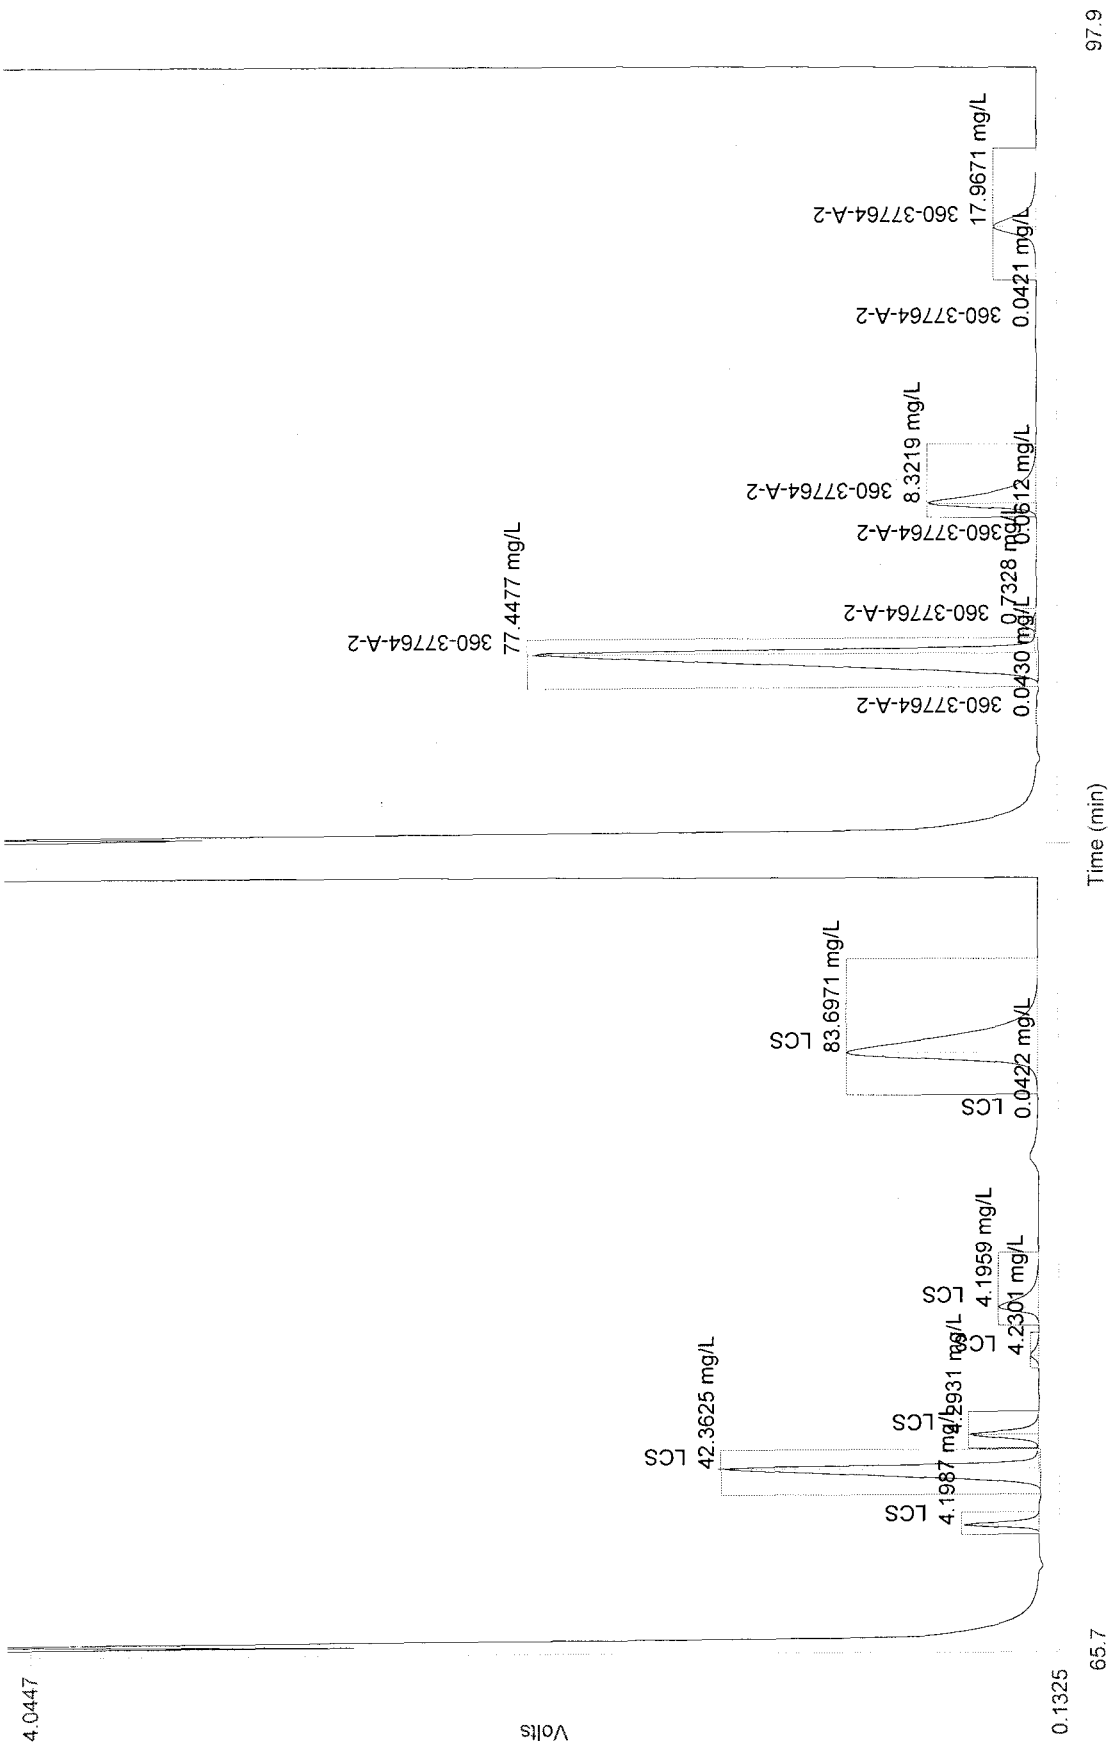 4.0447
Volts
0.1325
65.7
Time (min)
97.9
LCS
4.1987 mg/L
LCS
42.3625 mg/L
LCS
4.2931 mg/L
LCS
4.2301 mg/L
LCS
4.1959 mg/L
LCS
0.0422 mg/L
LCS
83.6971 mg/L
360-37764-A-2
0.0430 mg/L
360-37764-A-2
77.4477 mg/L
360-37764-A-2
0.7328 mg/L
360-37764-A-2
0.0612 mg/L
360-37764-A-2
8.3219 mg/L
360-37764-A-2
0.0421 mg/L
360-37764-A-2
17.9671 mg/L